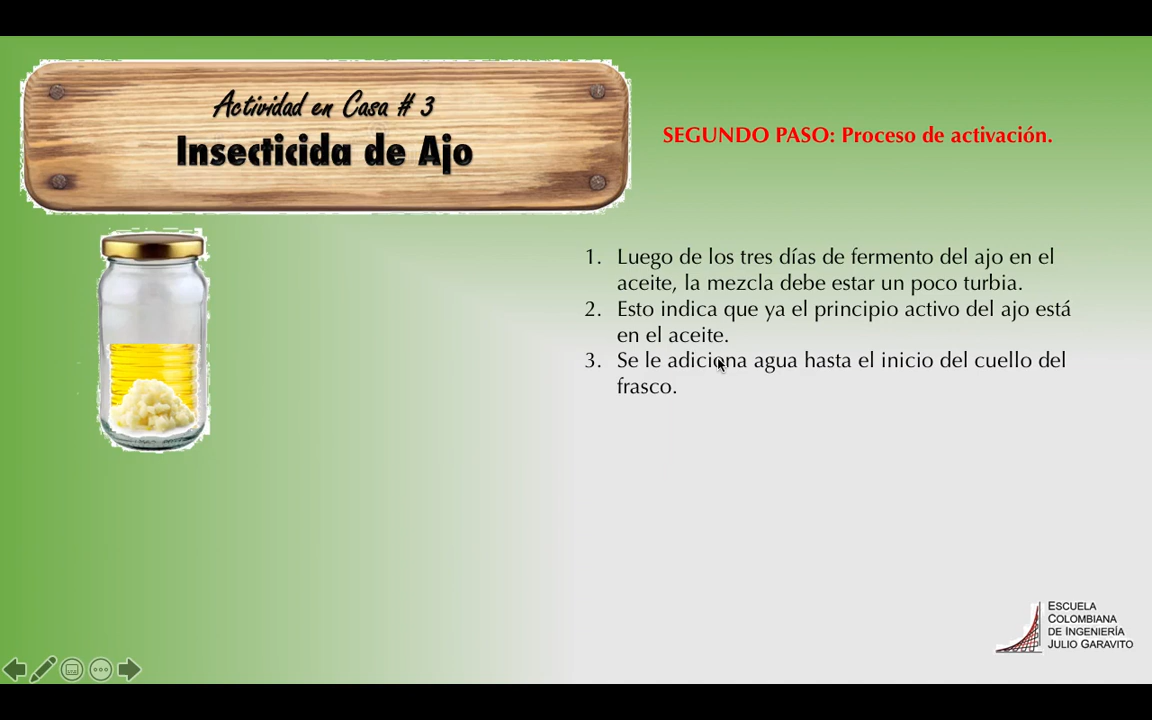 Actividad en Casa # 3
Insecticida de Ajo
SEGUNDO PASO: Proceso de activación.
1. Luego de los tres días de fermento del ajo en el
aceite, la mezcla debe estar un poco turbia.
2. Esto indica que ya el principio activo del ajo está
en el aceite.
3. Se le adiciona agua hasta el inicio del cuello del
frasco.
ESCUELA
COLOMBIANA
DE INGENIERÍA
JULIO GARAVITO